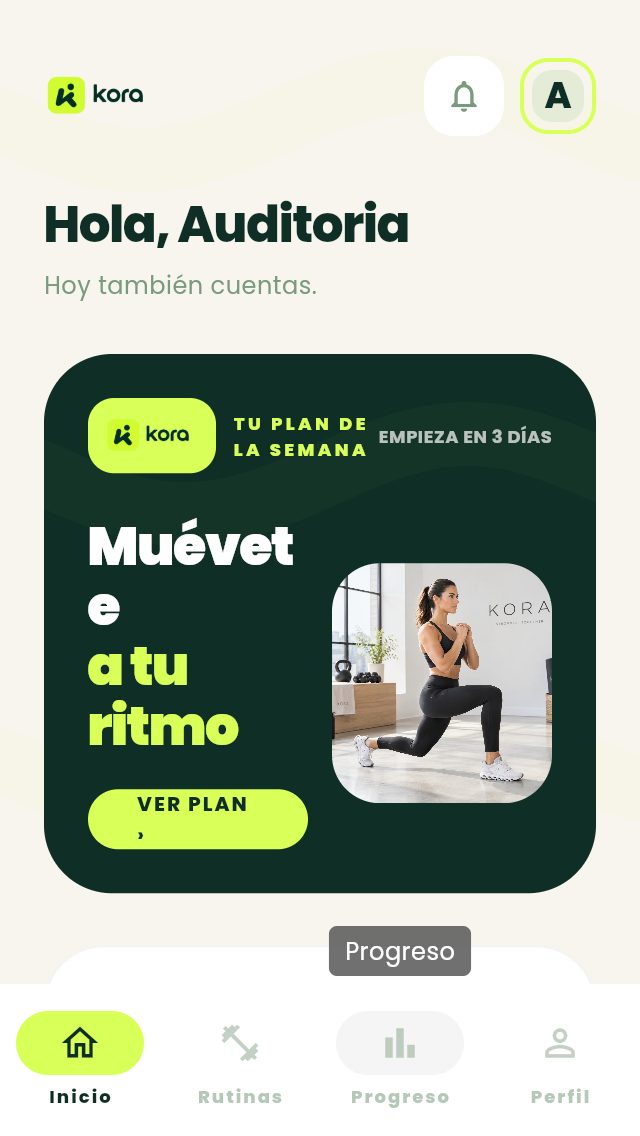 kora
A
Hola, Auditoria
Hoy también cuentas.
kora
TU PLAN DE
LA SEMANA
EMPIEZA EN 3 DÍAS
Muévet
e
a tu
ritmo
KORA
VER PLAN
›
Progreso
Inicio
Rutinas
Progreso
Perfil